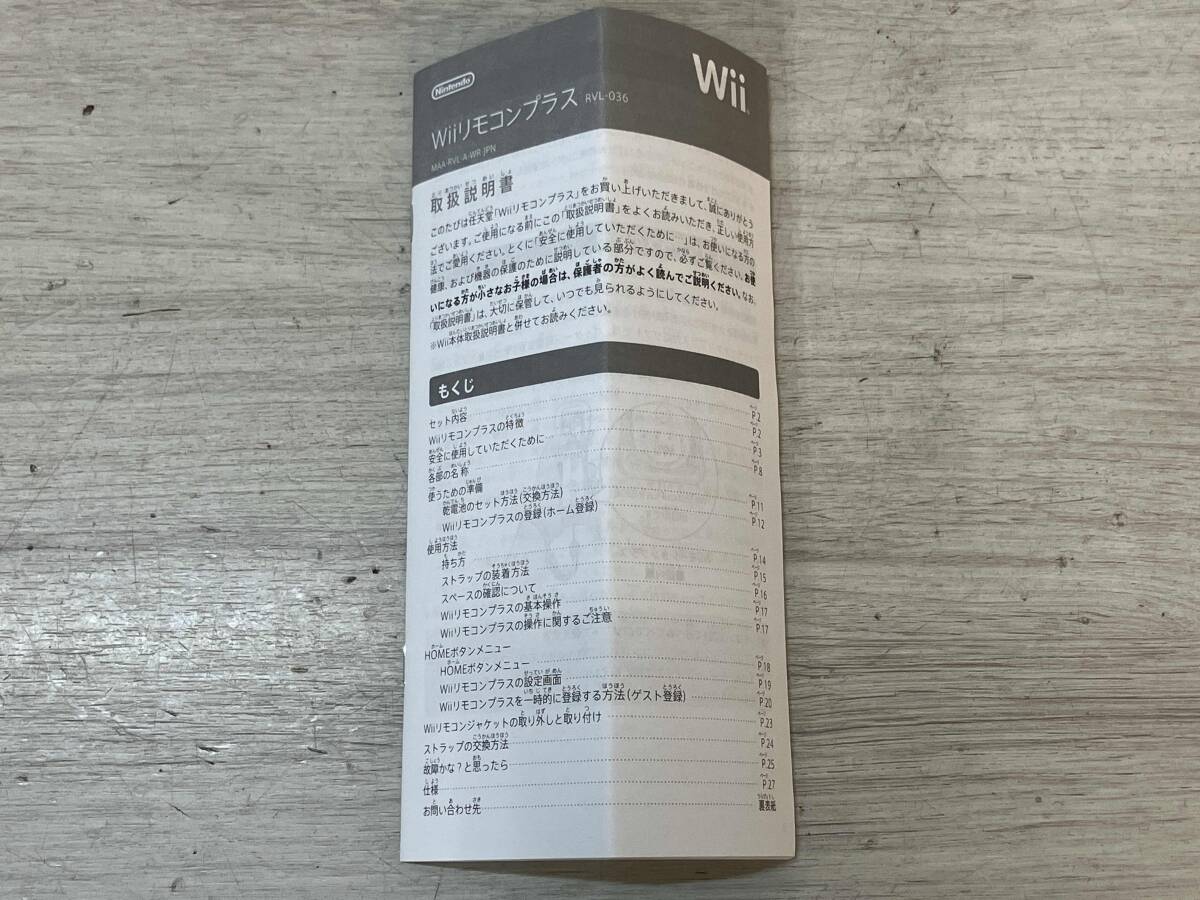 Nintendo
Wii
Wiiリモコンプラス RVL-036
MAA-RVL-A-WR-JPN
取扱説明書
このたびは任天堂「Wiiリモコンプラス」をお買い上げいただきまして、誠にありがとう
ございます。ご使用になる前にこの「取扱説明書」をよくお読みいただき、正しい使用方
法でご愛用ください。とくに「安全に使用していただくために…」は、お使いになる方の
健康、および機器の保護のために説明している部分ですので、必ずご覧ください。お使
いになる方が小さなお子様の場合は、保護者の方がよく読んでご説明ください。なお、
「取扱説明書」は、大切に保管して、いつでも見られるようにしてください。
※Wii本体取扱説明書と併せてお読みください。
もくじ
セット内容 P.2
Wiiリモコンプラスの特徴 P.2
安全に使用していただくために… P.3
各部の名称 P.8
使うための準備
乾電池のセット方法(交換方法) P.11
Wiiリモコンプラスの登録(ホーム登録) P.12
使用方法
持ち方 P.14
ストラップの装着方法 P.15
スペースの確認について P.16
Wiiリモコンプラスの基本操作 P.17
Wiiリモコンプラスの操作に関するご注意 P.17
HOMEボタンメニュー
HOMEボタンメニュー P.18
Wiiリモコンプラスの設定画面 P.19
Wiiリモコンプラスを一時的に登録する方法(ゲスト登録) P.20
Wiiリモコンジャケットの取り外しと取り付け P.23
ストラップの交換方法 P.24
故障かな?と思ったら P.25
仕様 P.27
お問い合わせ先 裏表紙